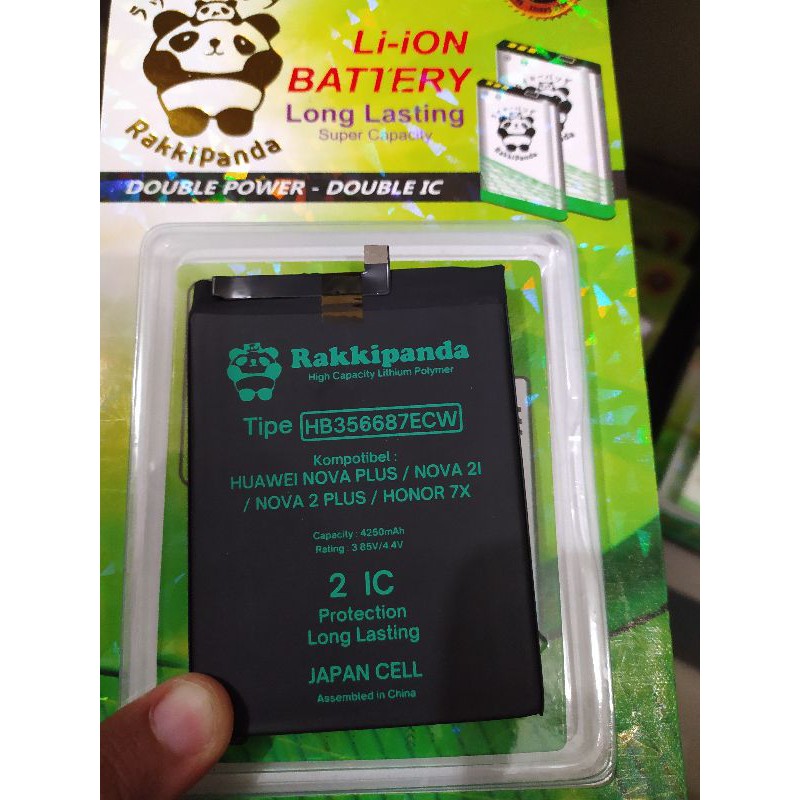 Li-iON
BATTERY
Long Lasting
Super Capacity
RakkiPanda
RakkiPanda
DOUBLE POWER - DOUBLE IC
Rakkipanda
High Capacity Lithium Polymer
Tipe HB356687ECW
Kompotibel :
HUAWEI NOVA PLUS / NOVA 2I
/ NOVA 2 PLUS / HONOR 7X
Capacity : 4250mAh
Rating : 3.85V/4.4V
2 IC
Protection
Long Lasting
JAPAN CELL
Assembled in China